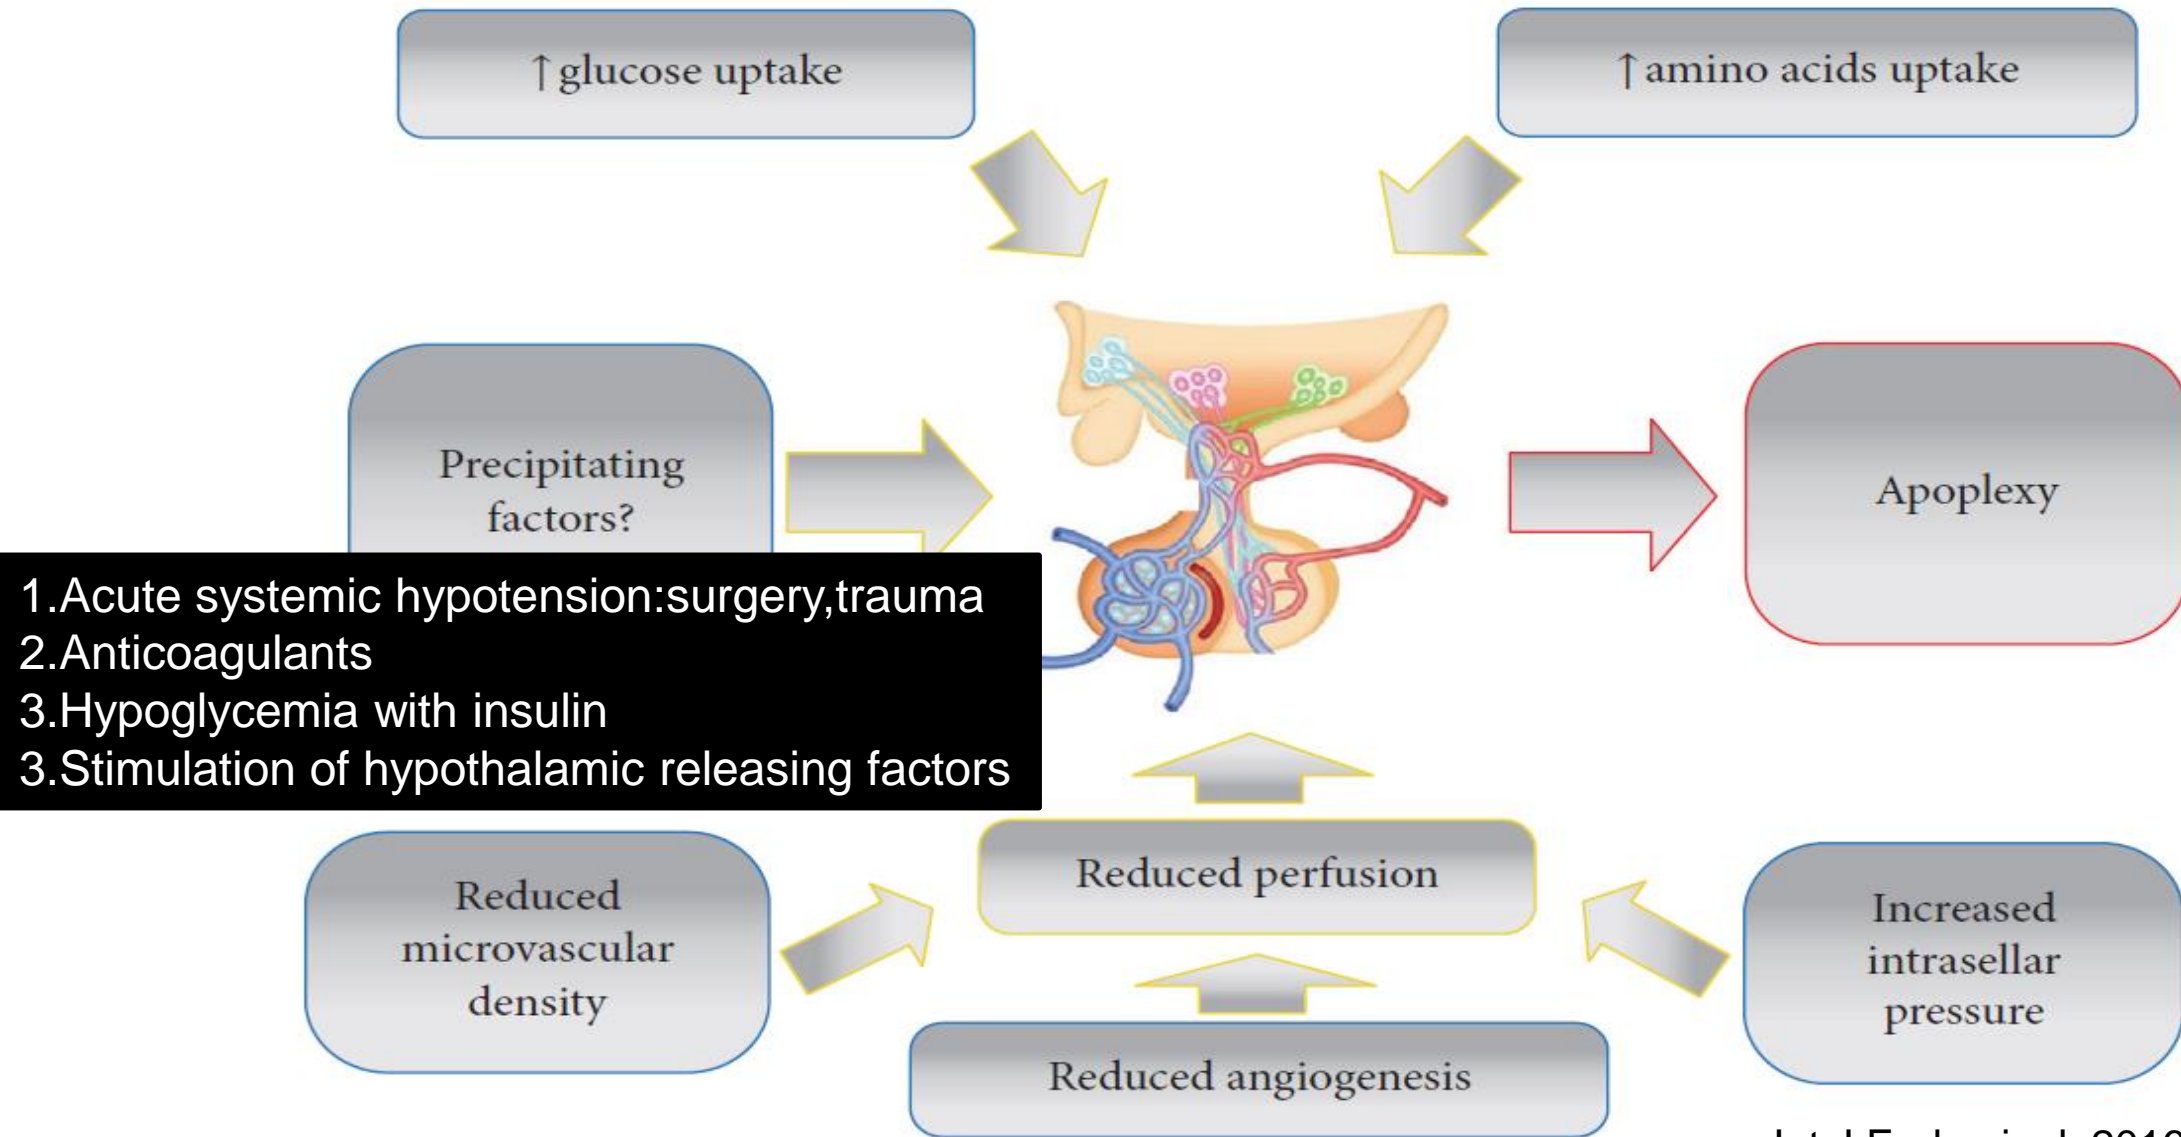 ↑ glucose uptake
↑ amino acids uptake
Precipitating
factors?
Apoplexy
1.Acute systemic hypotension:surgery,trauma
2.Anticoagulants
3.Hypoglycemia with insulin
3.Stimulation of hypothalamic releasing factors
Reduced perfusion
Reduced
microvascular
density
Increased
intrasellar
pressure
Reduced angiogenesis